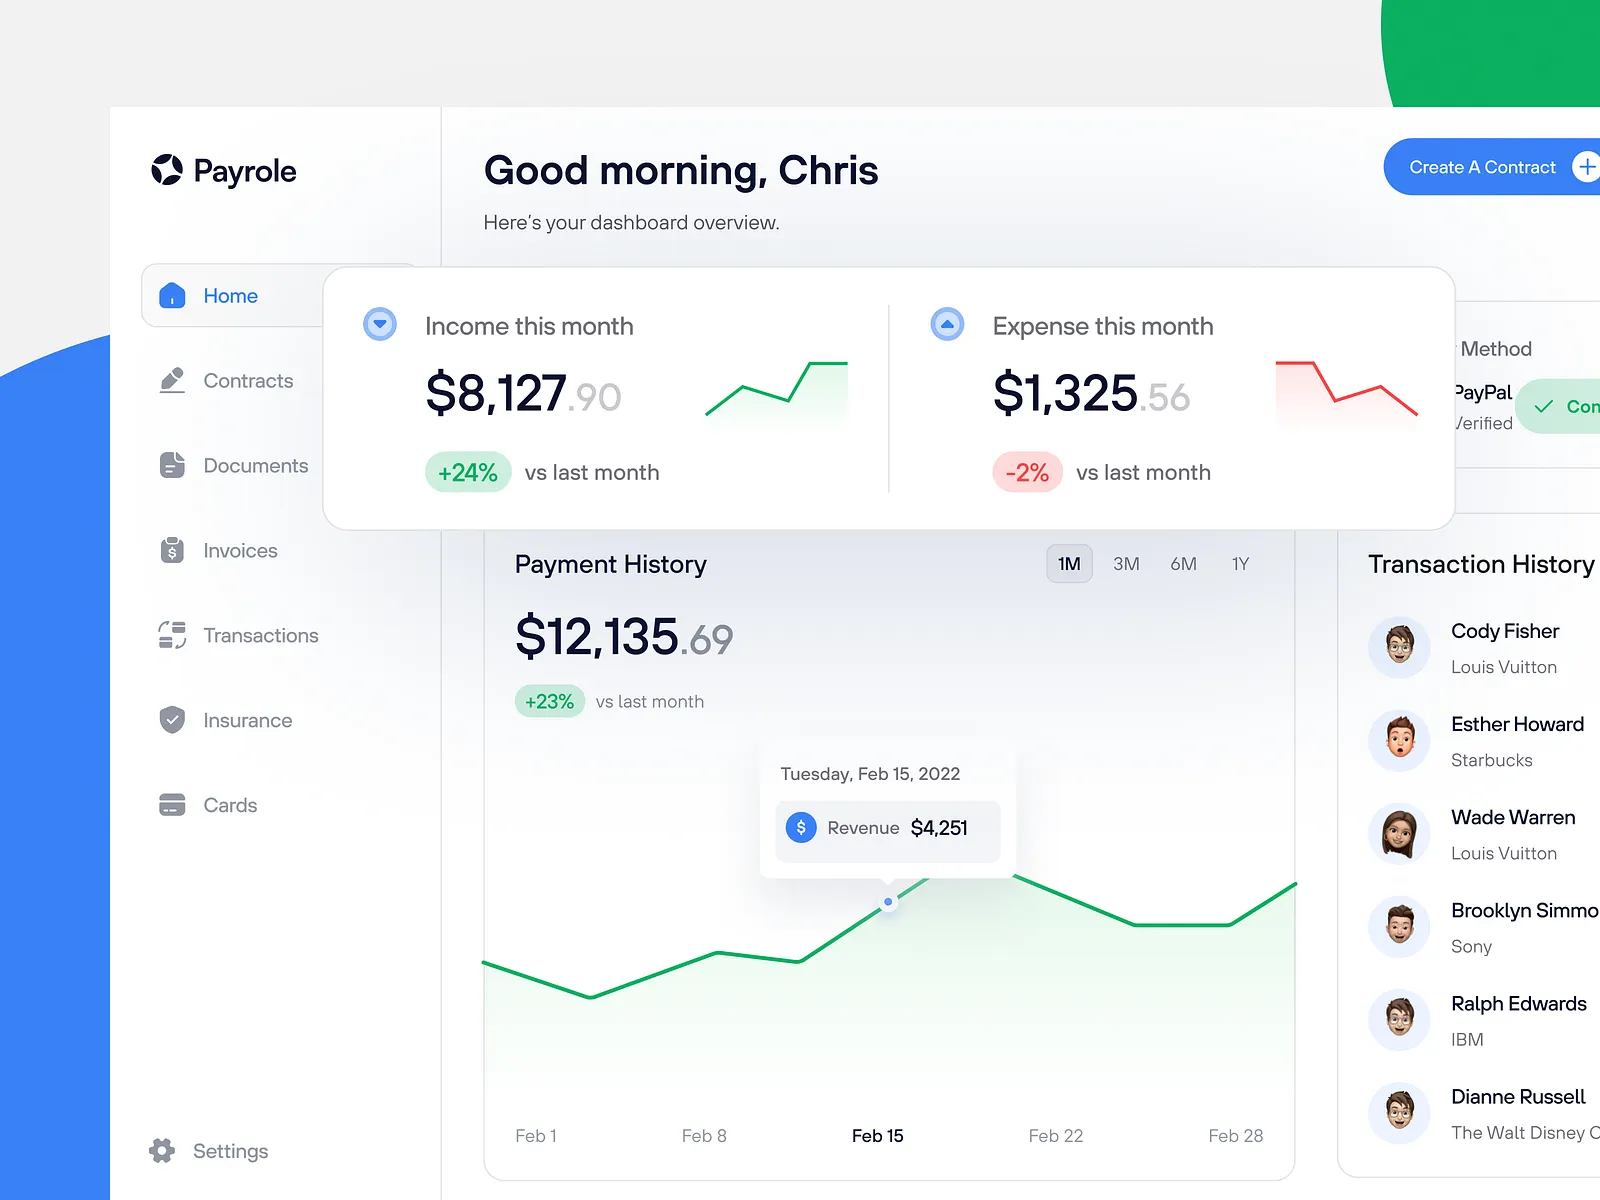 Payrole
Home
Contracts
Documents
Invoices
Transactions
Insurance
Cards
Settings
Good morning, Chris
Here's your dashboard overview.
Create A Contract
Income this month
$8,127.90
+24% vs last month
Expense this month
$1,325.56
-2% vs last month
Method
PayPal
Verified
Con
Payment History
1M 3M 6M 1Y
$12,135.69
+23% vs last month
Tuesday, Feb 15, 2022
$ Revenue $4,251
Feb 1 Feb 8 Feb 15 Feb 22 Feb 28
Transaction History
Cody Fisher
Louis Vuitton
Esther Howard
Starbucks
Wade Warren
Louis Vuitton
Brooklyn Simmo
Sony
Ralph Edwards
IBM
Dianne Russell
The Walt Disney C